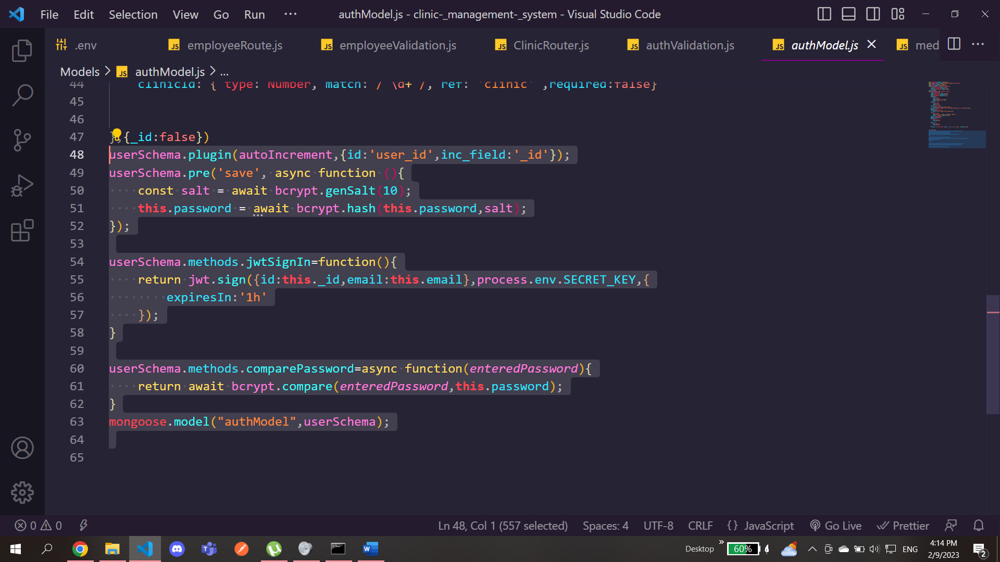 File Edit Selection View Go Run ··· authModel.js - clinic-_management-_system - Visual Studio Code
.env employeeRoute.js employeeValidation.js ClinicRouter.js authValidation.js authModel.js med
Models > authModel.js > ...
44 clinicId: { type: Number, match: / \d+ /, ref: 'clinic' ,required:false}
45
46
47 },{_id:false})
48 userSchema.plugin(autoIncrement,{id:'user_id',inc_field:'_id'});
49 userSchema.pre('save', async function (){
50 const salt = await bcrypt.genSalt(10);
51 this.password = await bcrypt.hash(this.password,salt);
52 });
53
54 userSchema.methods.jwtSignIn=function(){
55 return jwt.sign({id:this._id,email:this.email},process.env.SECRET_KEY,{
56 expiresIn:'1h'
57 });
58 }
59
60 userSchema.methods.comparePassword=async function(enteredPassword){
61 return await bcrypt.compare(enteredPassword,this.password);
62 }
63 mongoose.model("authModel",userSchema);
64
65
0 0 Ln 48, Col 1 (557 selected) Spaces: 4 UTF-8 CRLF {} JavaScript Go Live Prettier
Desktop 60% ENG 4:14 PM
2/9/2023 2